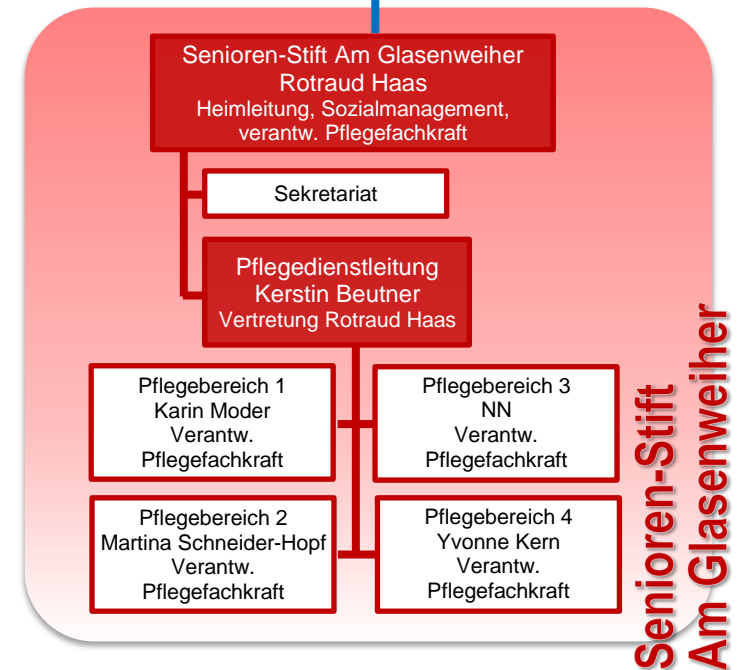 Senioren-Stift Am Glasenweiher
Rotraud Haas
Heimleitung, Sozialmanagement,
verantw. Pflegefachkraft
Sekretariat
Pflegedienstleitung
Kerstin Beutner
Vertretung Rotraud Haas
Pflegebereich 1
Karin Moder
Verantw.
Pflegefachkraft
Pflegebereich 3
NN
Verantw.
Pflegefachkraft
Pflegebereich 2
Martina Schneider-Hopf
Verantw.
Pflegefachkraft
Pflegebereich 4
Yvonne Kern
Verantw.
Pflegefachkraft
Senioren-Stift
Am Glasenweiher